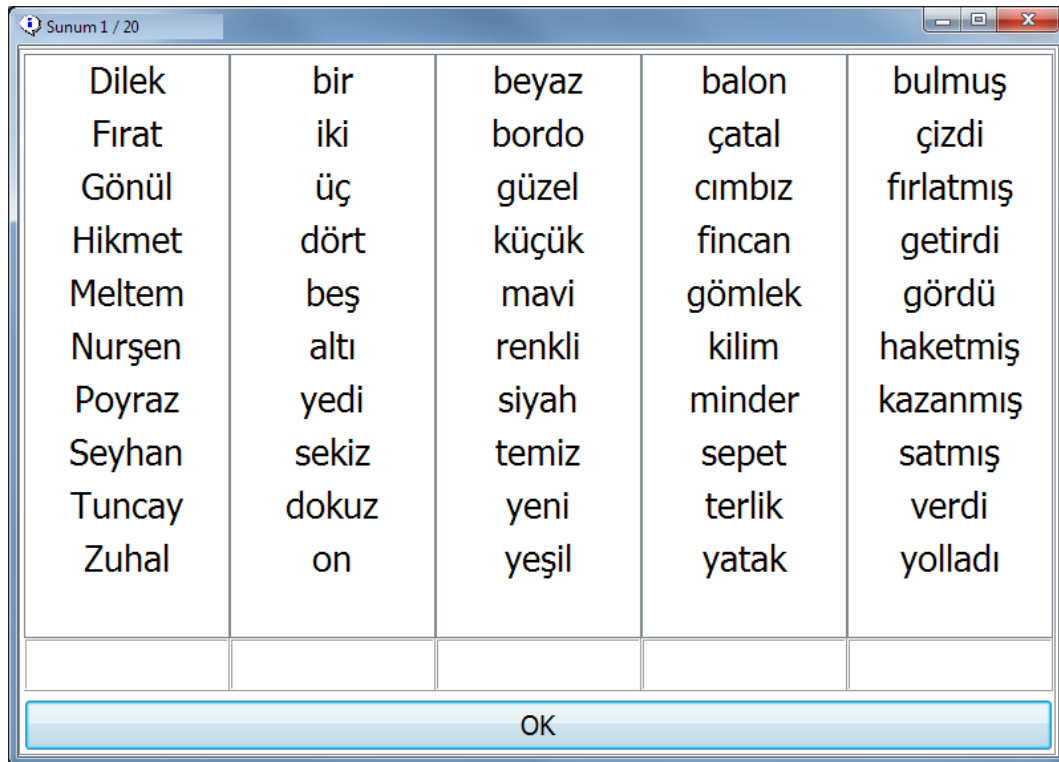 Sunum 1 / 20
Dilek bir beyaz balon bulmuş
Fırat iki bordo çatal çizdi
Gönül üç güzel cımbız fırlatmış
Hikmet dört küçük fincan getirdi
Meltem beş mavi gömlek gördü
Nurşen altı renkli kilim haketmiş
Poyraz yedi siyah minder kazanmış
Seyhan sekiz temiz sepet satmış
Tuncay dokuz yeni terlik verdi
Zuhal on yeşil yatak yolladı
OK